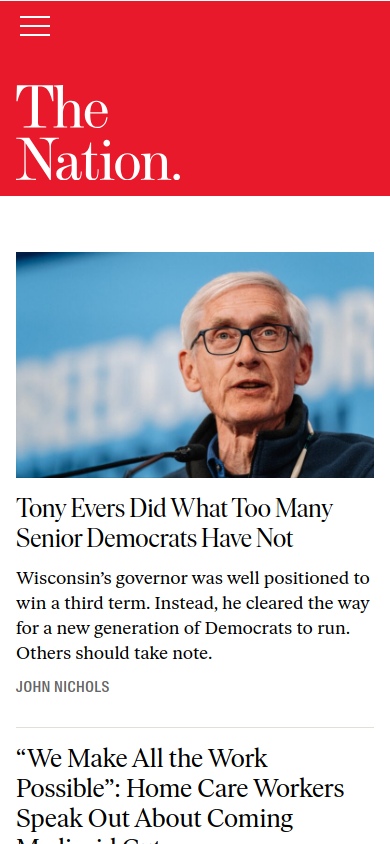 The
Nation.
Tony Evers Did What Too Many
Senior Democrats Have Not
Wisconsin’s governor was well positioned to
win a third term. Instead, he cleared the way
for a new generation of Democrats to run.
Others should take note.
JOHN NICHOLS
“We Make All the Work
Possible”: Home Care Workers
Speak Out About Coming